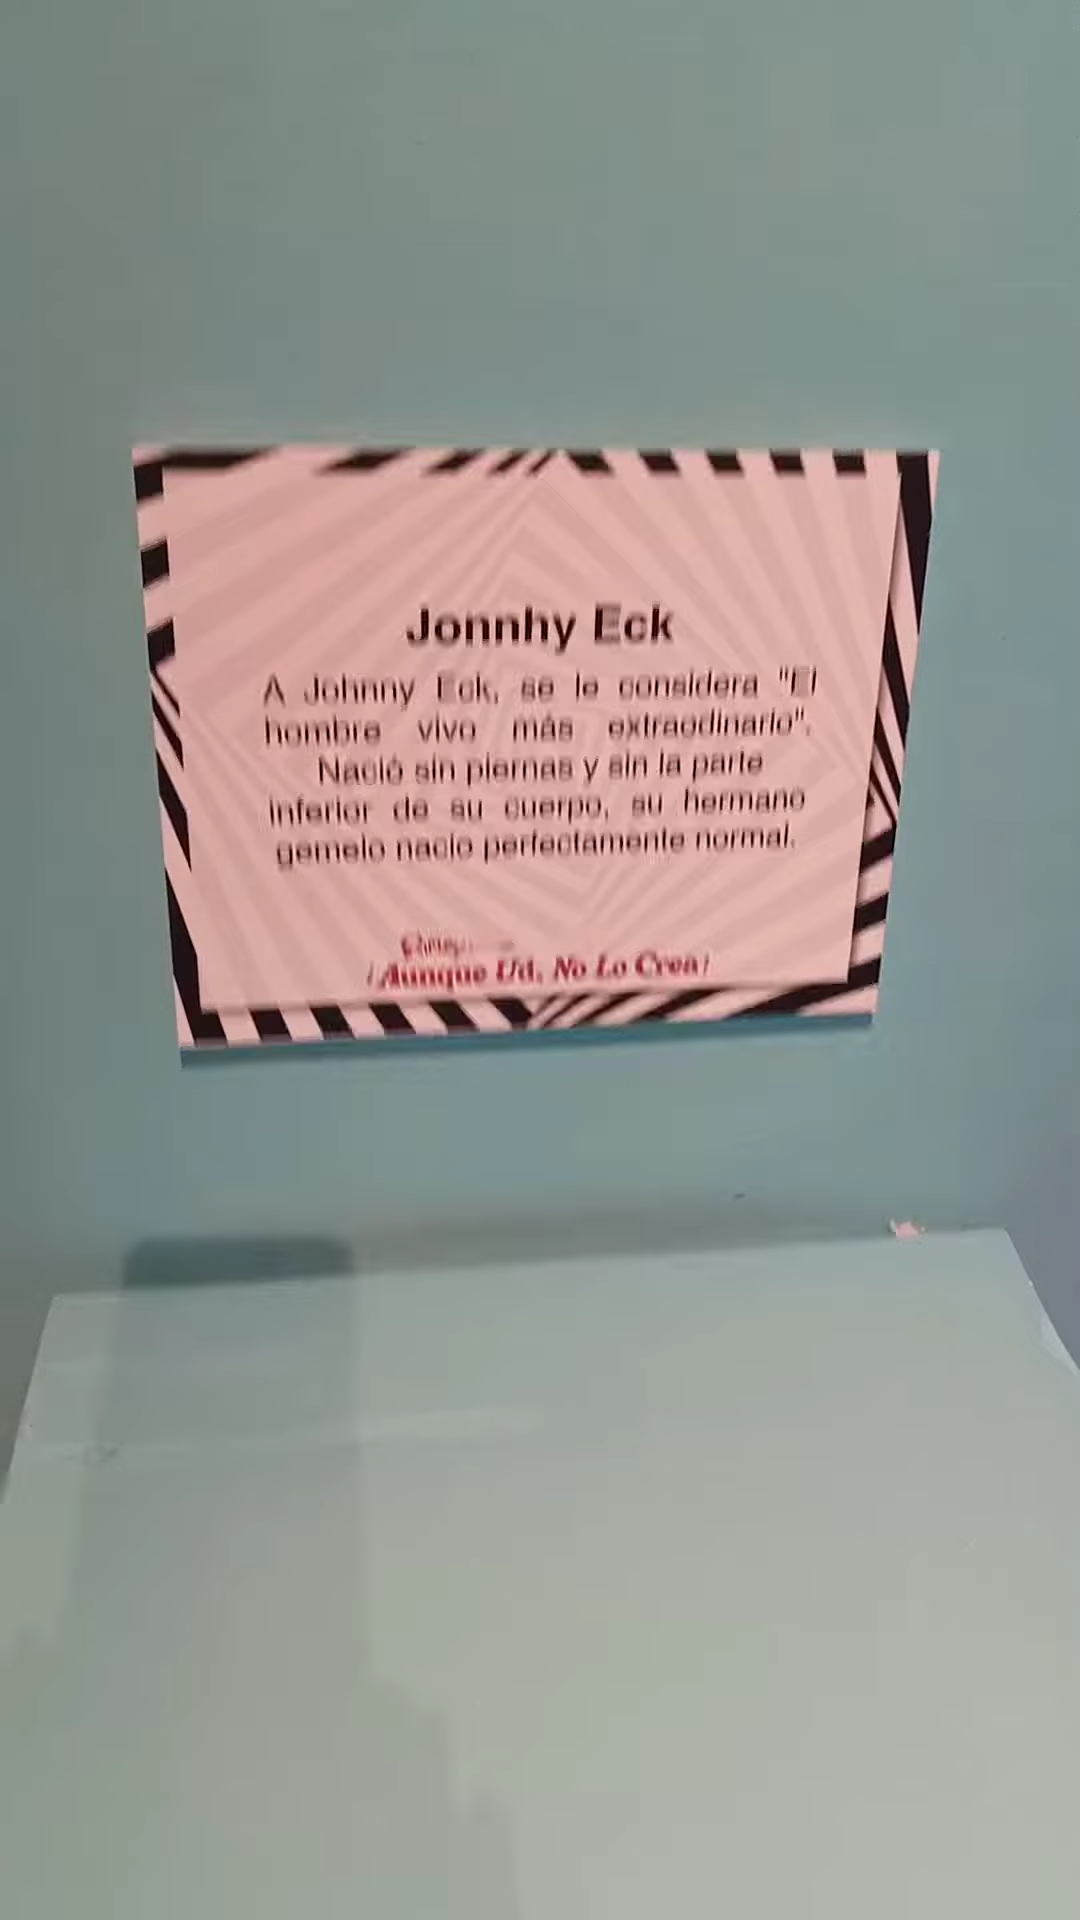 Jonnhy Eck
A Johnny Eck, se le considera "El
hombre vivo más extraodinario".
Nació sin piernas y sin la parte
inferior de su cuerpo, su hermano
gemelo nacio perfectamente normal.
¡Aunque Ud. No Lo Crea!